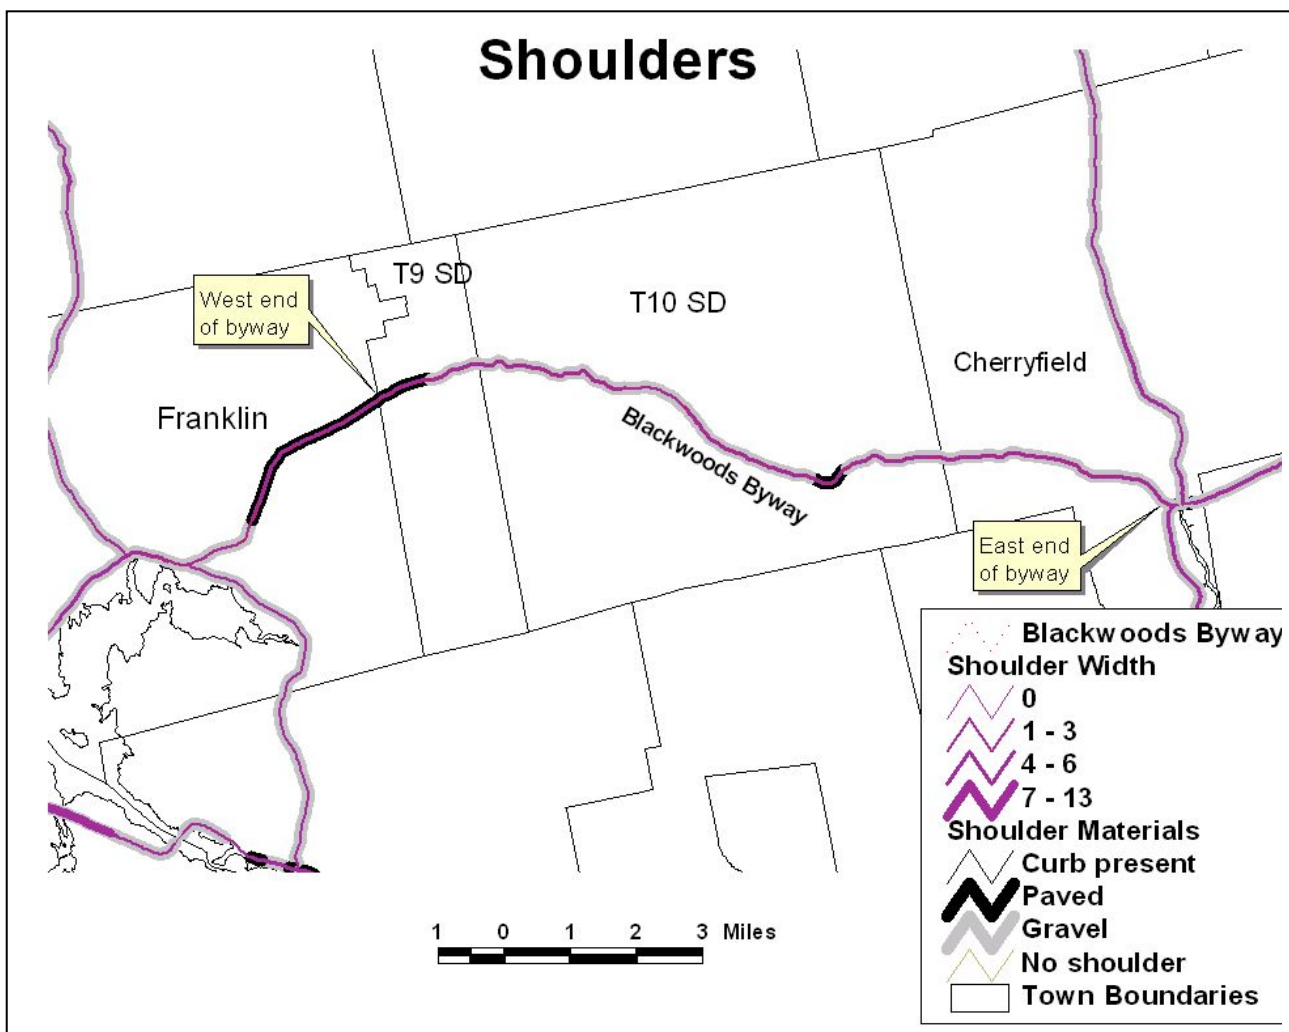 Shoulders
T9 SD
West end
of byway
T10 SD
Cherryfield
Franklin
Blackwoods Byway
East end
of byway
Blackwoods Byway
Shoulder Width
0
1 - 3
4 - 6
7 - 13
Shoulder Materials
Curb present
Paved
Gravel
No shoulder
Town Boundaries
1 0 1 2 3 Miles